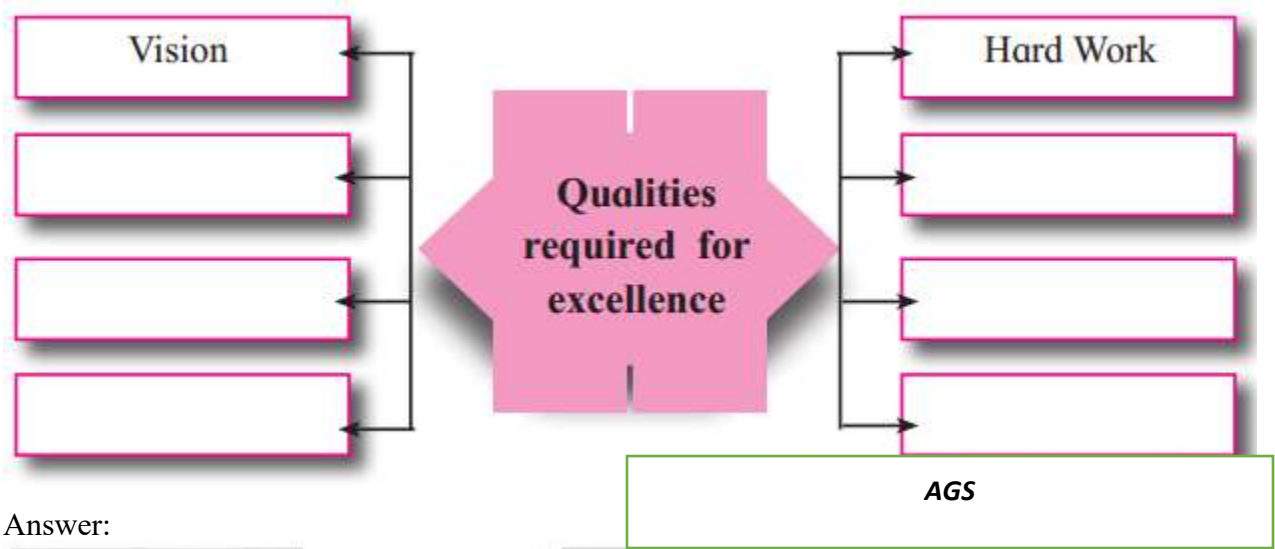 Vision
Hard Work
Qualities
required for
excellence
AGS
Answer: